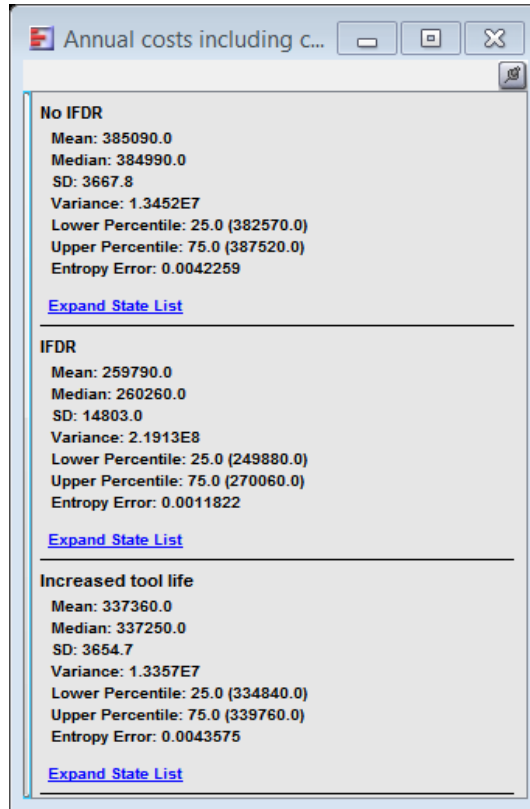 Annual costs including c...
No IFDR
Mean: 385090.0
Median: 384990.0
SD: 3667.8
Variance: 1.3452E7
Lower Percentile: 25.0 (382570.0)
Upper Percentile: 75.0 (387520.0)
Entropy Error: 0.0042259
Expand State List
IFDR
Mean: 259790.0
Median: 260260.0
SD: 14803.0
Variance: 2.1913E8
Lower Percentile: 25.0 (249880.0)
Upper Percentile: 75.0 (270060.0)
Entropy Error: 0.0011822
Expand State List
Increased tool life
Mean: 337360.0
Median: 337250.0
SD: 3654.7
Variance: 1.3357E7
Lower Percentile: 25.0 (334840.0)
Upper Percentile: 75.0 (339760.0)
Entropy Error: 0.0043575
Expand State List